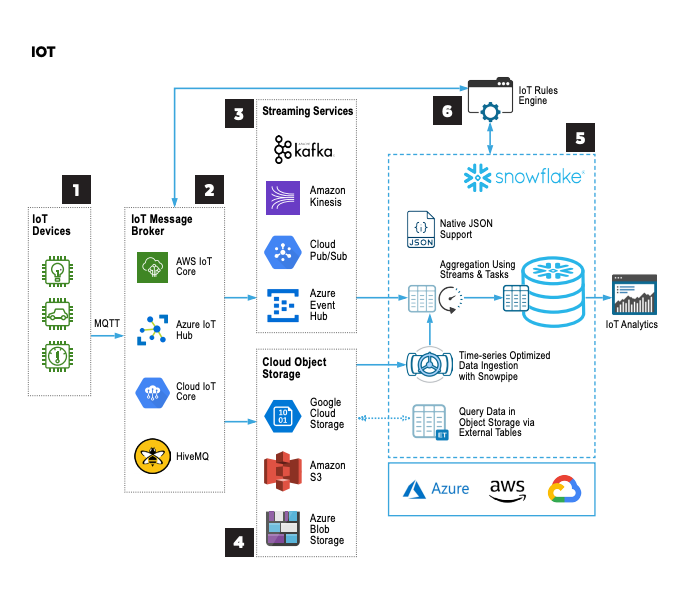 IOT
1
IoT
Devices
MQTT
2
IoT Message
Broker
AWS IoT
Core
Azure IoT
Hub
Cloud IoT
Core
HiveMQ
3
Streaming Services
kafka
Amazon
Kinesis
Cloud
Pub/Sub
Azure
Event
Hub
Cloud Object
Storage
10
01
Google
Cloud
Storage
Amazon
S3
Azure
Blob
Storage
4
6
IoT Rules
Engine
5
snowflake®
{i}
JSON
Native JSON
Support
Aggregation Using
Streams & Tasks
Time-series Optimized
Data Ingestion
with Snowpipe
ET
Query Data in
Object Storage via
External Tables
IoT Analytics
Azure
aws